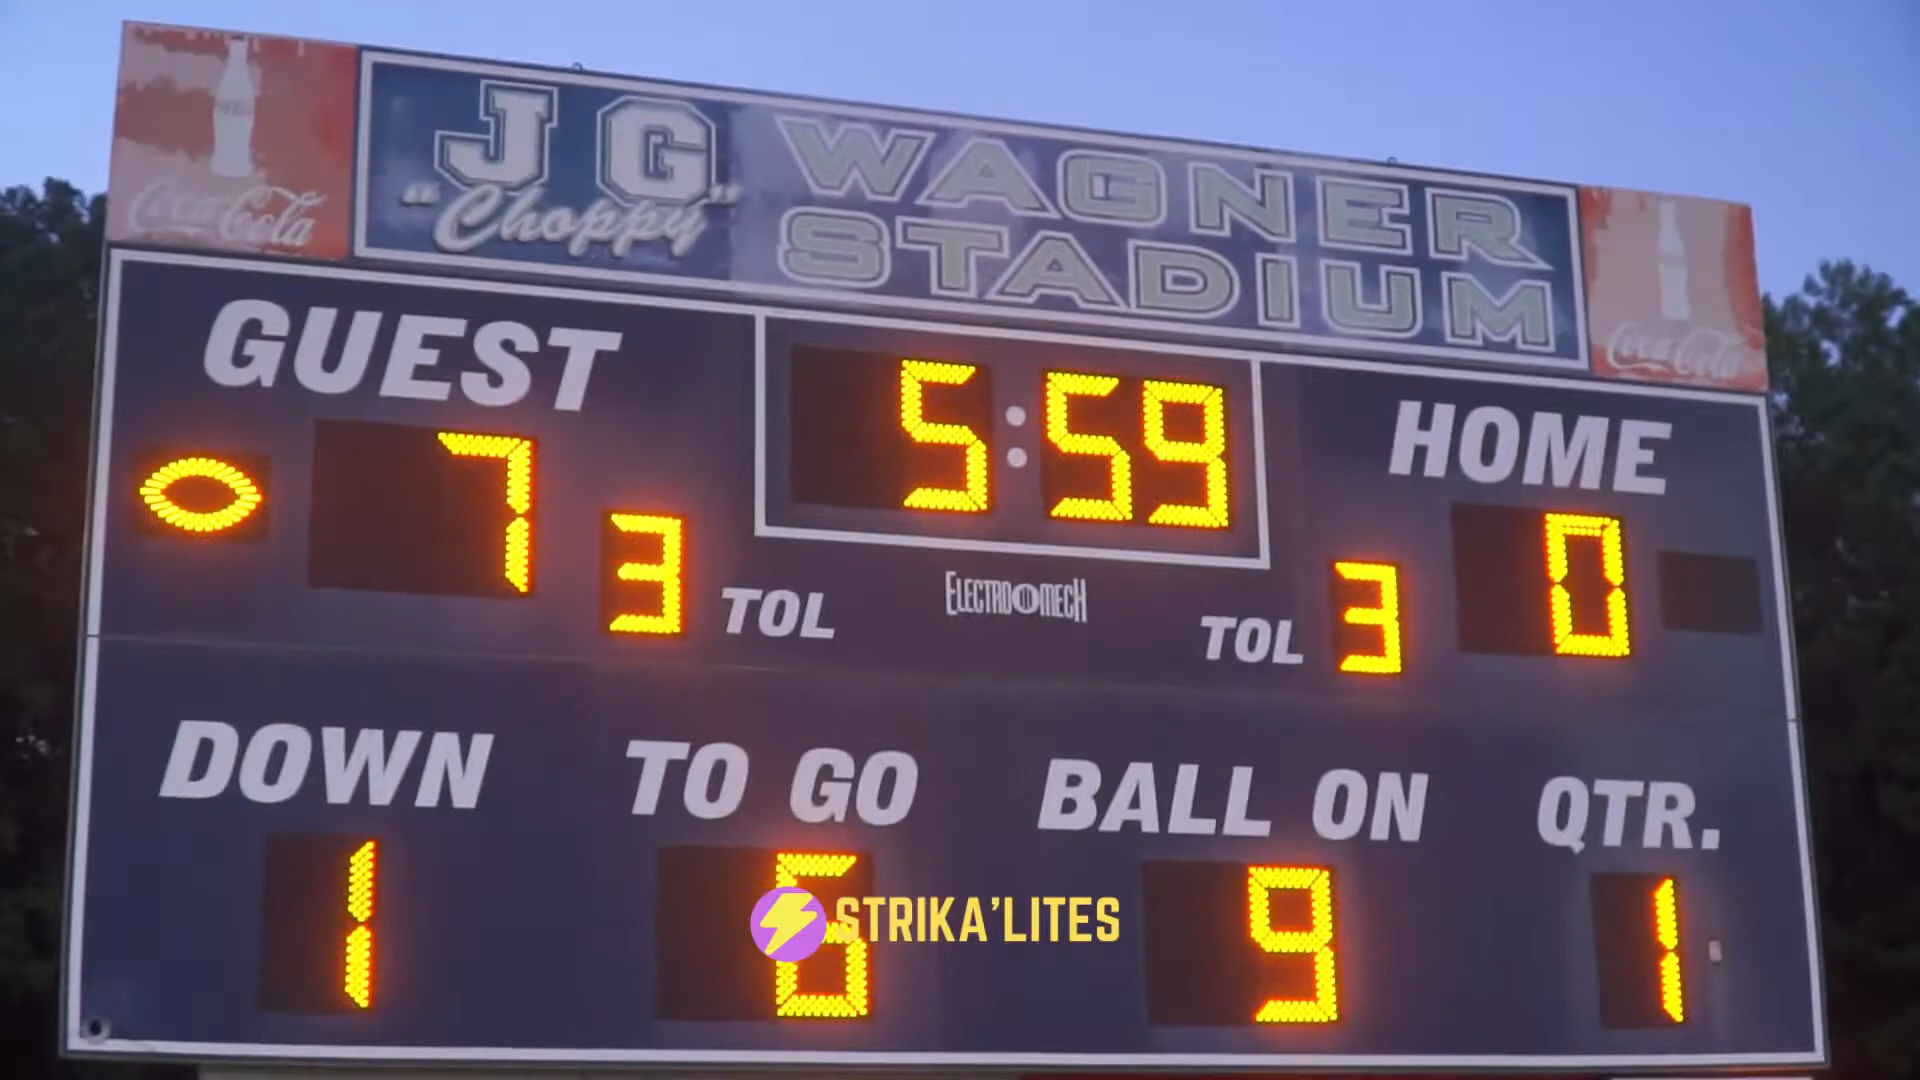 JG
"Choppy"
WAGNER
STADIUM
Coca-Cola
Coca-Cola
GUEST
5:59
HOME
7
0
3 TOL
ELECTRO MECH
TOL 3
DOWN
TO GO
BALL ON
QTR.
1
6
9
1
STRIKA'LITES